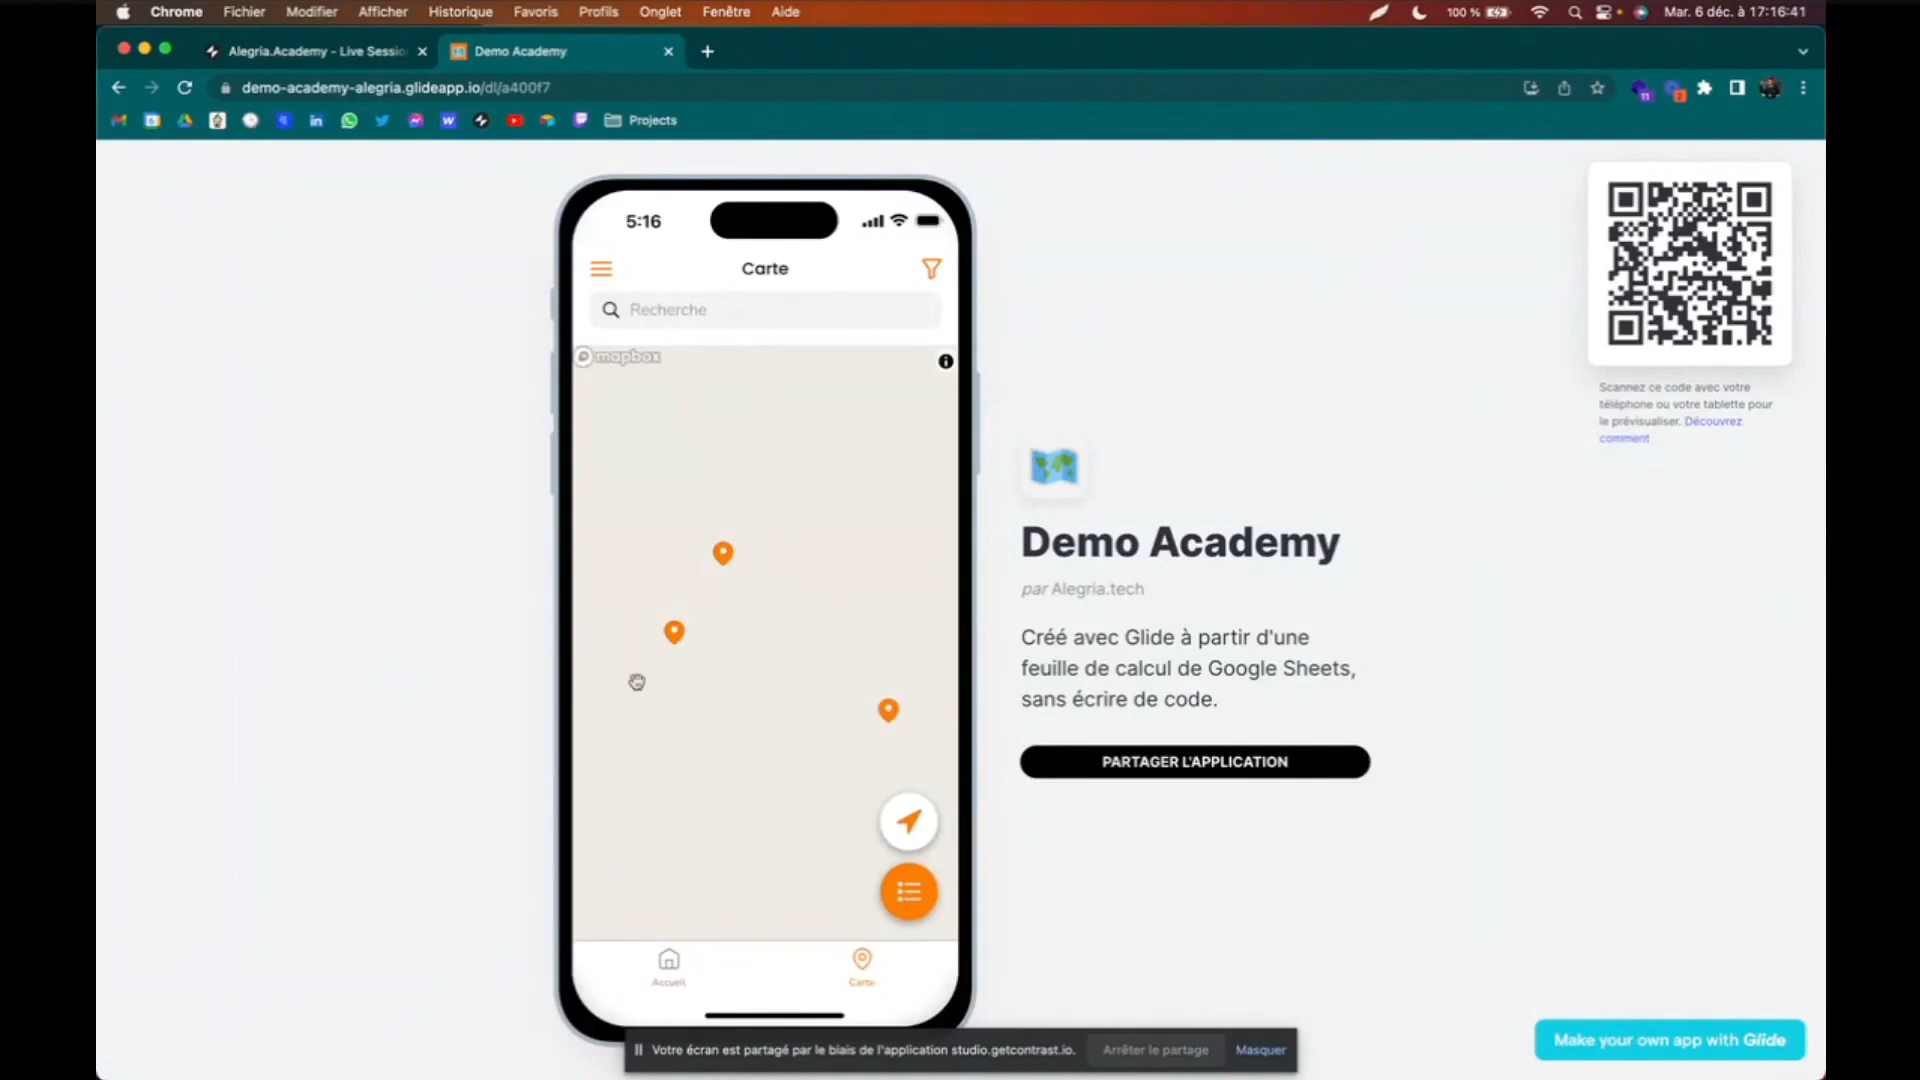 Chrome Fichier Modifier Afficher Historique Favoris Profils Onglet Fenêtre Aide 100 % Mar. 6 déc. à 17:16:41
Alegria.Academy - Live Sessio Demo Academy
demo-academy-alegria.glideapp.io/dl/a400f7
Projects
5:16
Carte
Recherche
mapbox
Accueil
Carte
Scannez ce code avec votre
téléphone ou votre tablette pour
le prévisualiser. Découvrez
comment
Demo Academy
par Alegria.tech
Créé avec Glide à partir d'une
feuille de calcul de Google Sheets,
sans écrire de code.
PARTAGER L'APPLICATION
Votre écran est partagé par le biais de l'application studio.getcontrast.io. Arrêter le partage Masquer
Make your own app with Glide